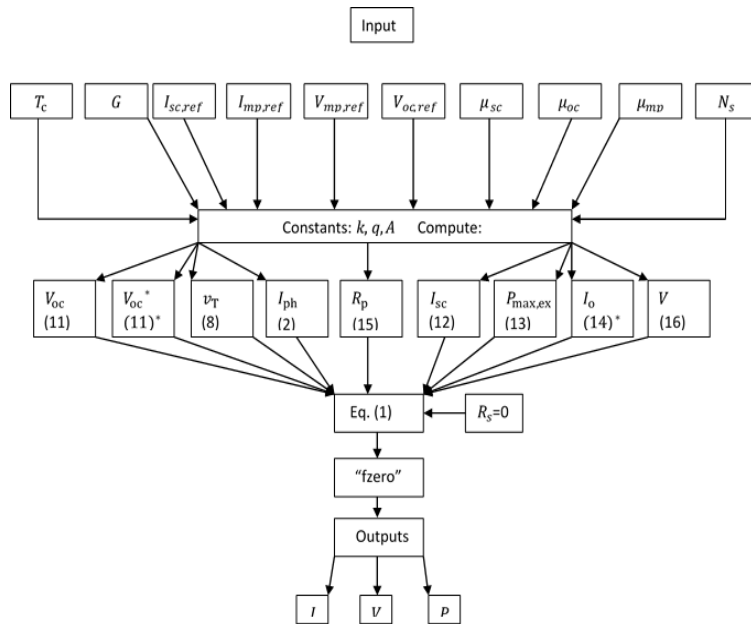 Input
T_c G I_sc,ref I_mp,ref V_mp,ref V_oc,ref μ_sc μ_oc μ_mp N_s
Constants: k, q, A Compute:
V_oc V_oc* v_T I_ph R_p I_sc P_max,ex I_o V
(11) (11)* (8) (2) (15) (12) (13) (14)* (16)
Eq. (1) R_s=0
“fzero”
Outputs
I V P